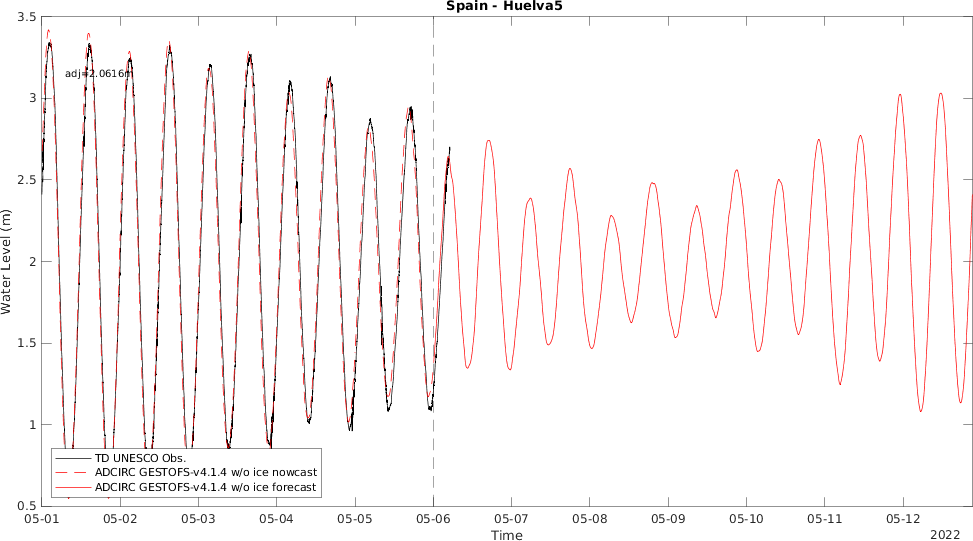 Spain - Huelva5
3.5
3
2.5
2
1.5
1
0.5
Water Level (m)
adj=2.0616m
TD UNESCO Obs.
ADCIRC GESTOFS-v4.1.4 w/o ice nowcast
ADCIRC GESTOFS-v4.1.4 w/o ice forecast
05-01 05-02 05-03 05-04 05-05 05-06 05-07 05-08 05-09 05-10 05-11 05-12
Time
2022